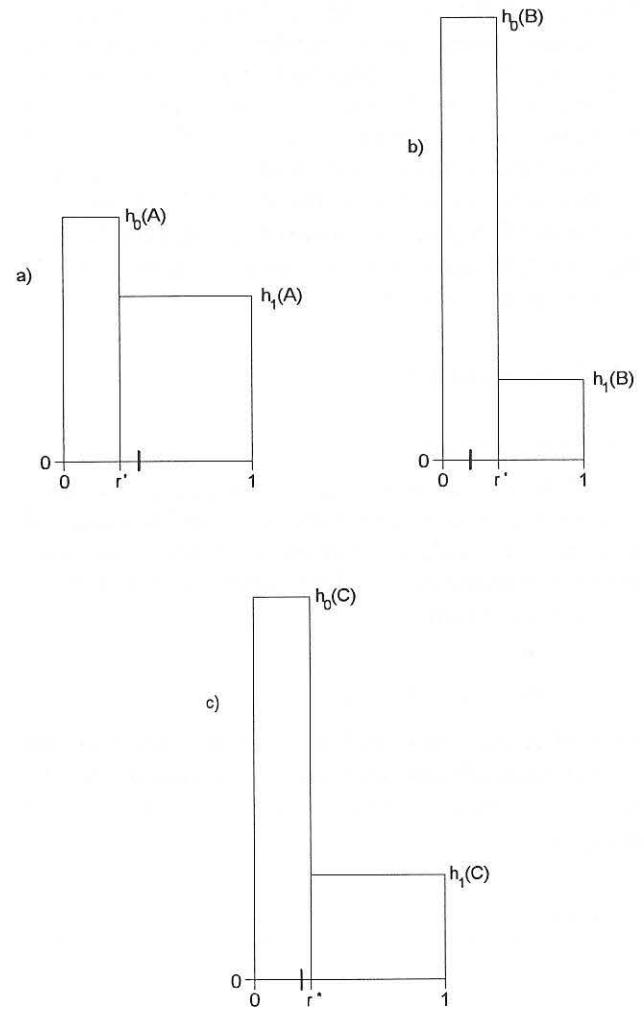 a)
h₀(A)
h₁(A)
0
0 r' 1
b)
h₀(B)
h₁(B)
0
0 r' 1
c)
h₀(C)
h₁(C)
0
0 r* 1